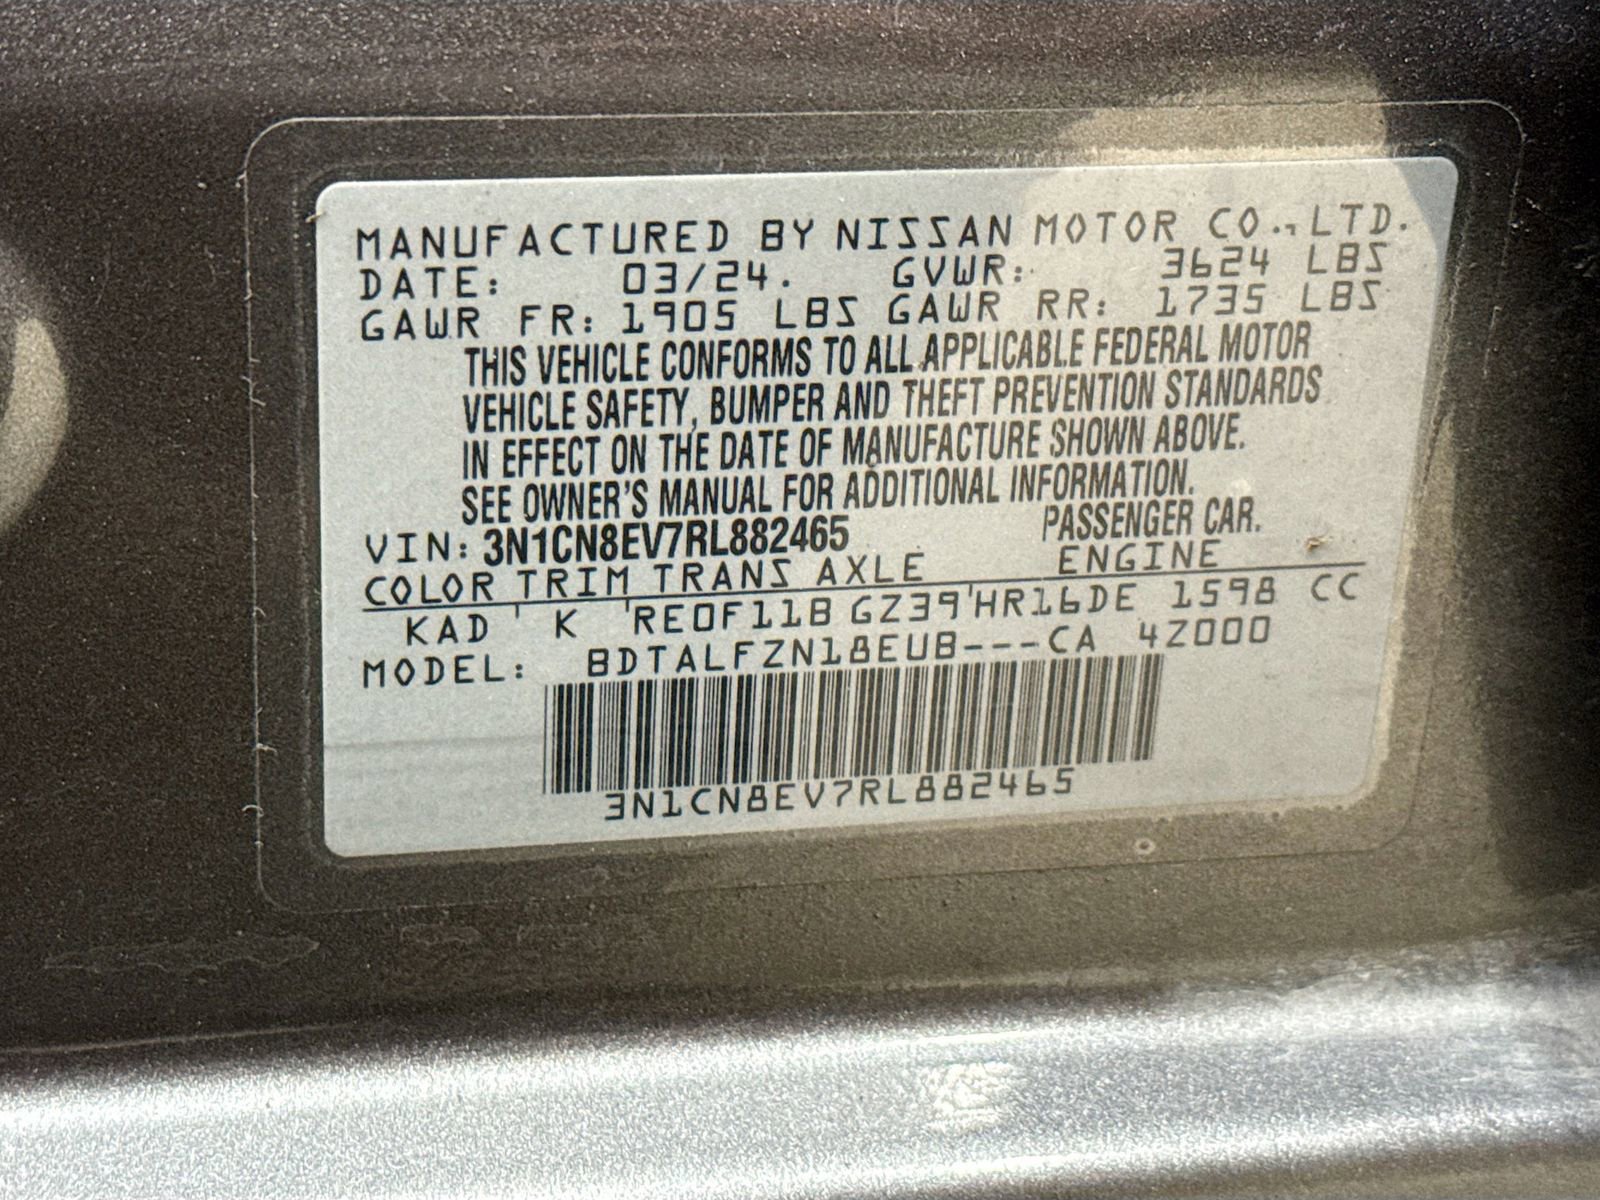 MANUFACTURED BY NISSAN MOTOR CO., LTD.
DATE: 03/24. GVWR: 3624 LBS
GAWR FR: 1905 LBS GAWR RR: 1735 LBS
THIS VEHICLE CONFORMS TO ALL APPLICABLE FEDERAL MOTOR
VEHICLE SAFETY, BUMPER AND THEFT PREVENTION STANDARDS
IN EFFECT ON THE DATE OF MANUFACTURE SHOWN ABOVE.
SEE OWNER'S MANUAL FOR ADDITIONAL INFORMATION.
VIN: 3N1CN8EV7RL882465 PASSENGER CAR.
COLOR TRIM TRANS AXLE ENGINE
KAD K RE0F11B GZ39 HR16DE 1598 CC
MODEL: BDTALFZN18EUB---CA 4Z000
3N1CN8EV7RL882465